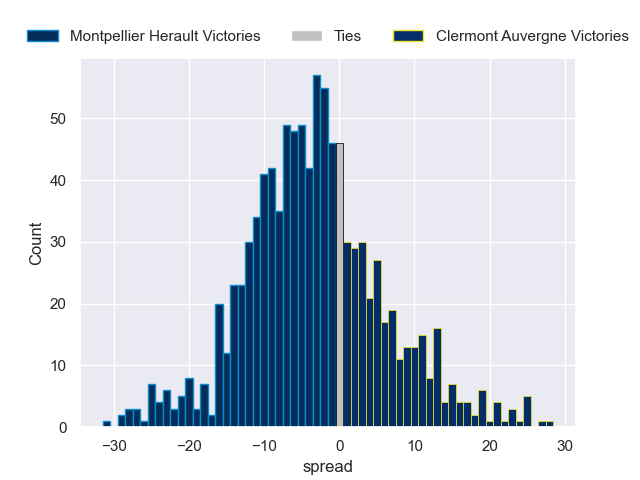 Montpellier Herault Victories Ties Clermont Auvergne Victories
50
40
30
20
10
0
Count
−30 −20 −10 0 10 20 30
spread